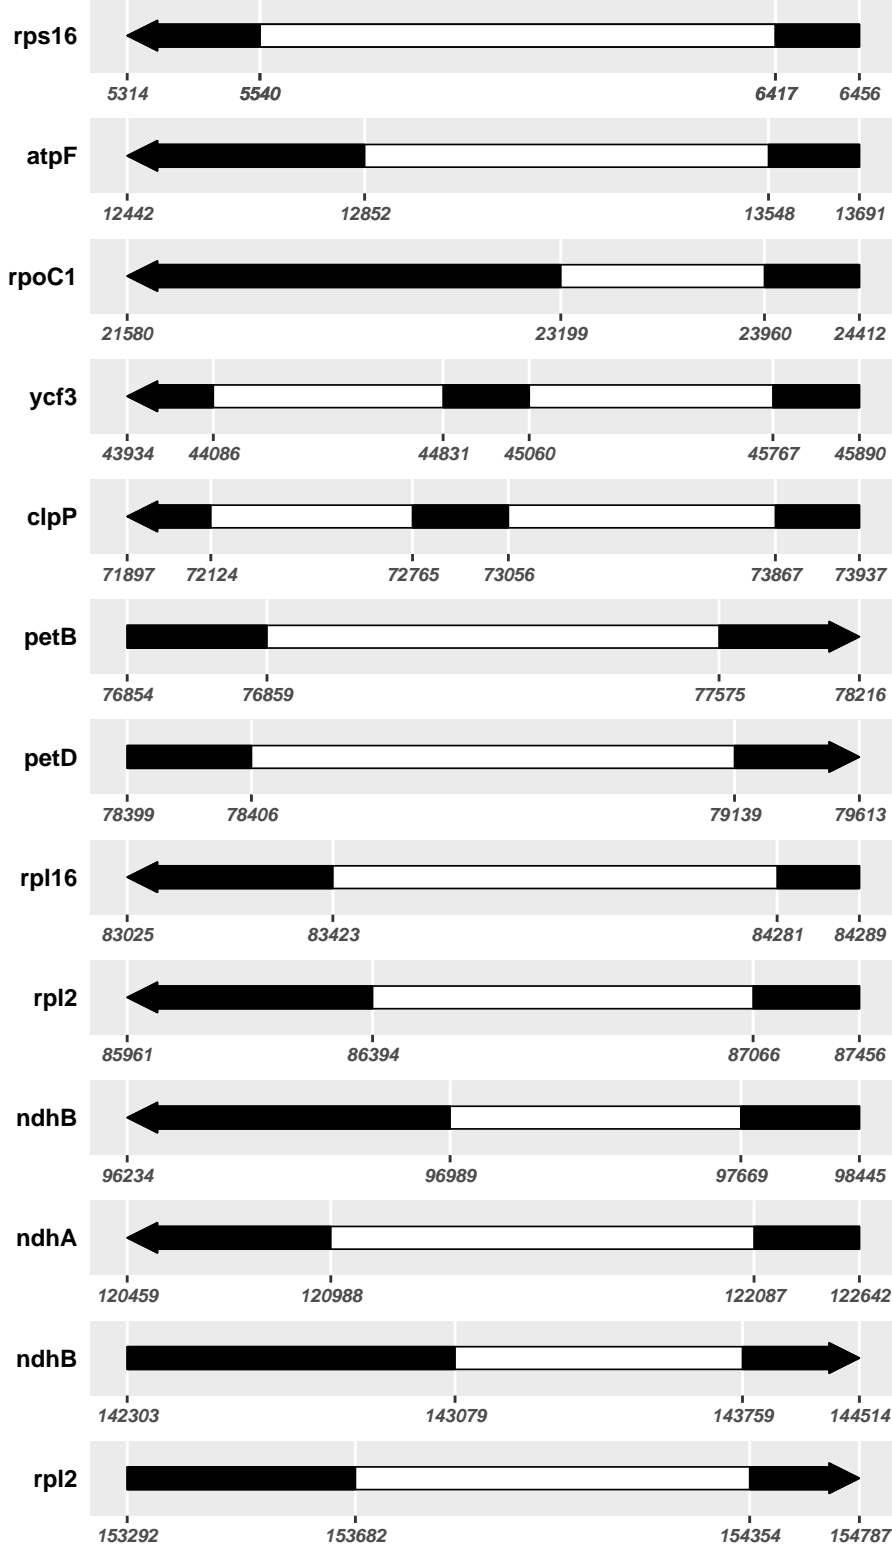 rps16
5314 5540 6417 6456
atpF
12442 12852 13548 13691
rpoC1
21580 23199 23960 24412
ycf3
43934 44086 44831 45060 45767 45890
clpP
71897 72124 72765 73056 73867 73937
petB
76854 76859 77575 78216
petD
78399 78406 79139 79613
rpl16
83025 83423 84281 84289
rpl2
85961 86394 87066 87456
ndhB
96234 96989 97669 98445
ndhA
120459 120988 122087 122642
ndhB
142303 143079 143759 144514
rpl2
153292 153682 154354 154787